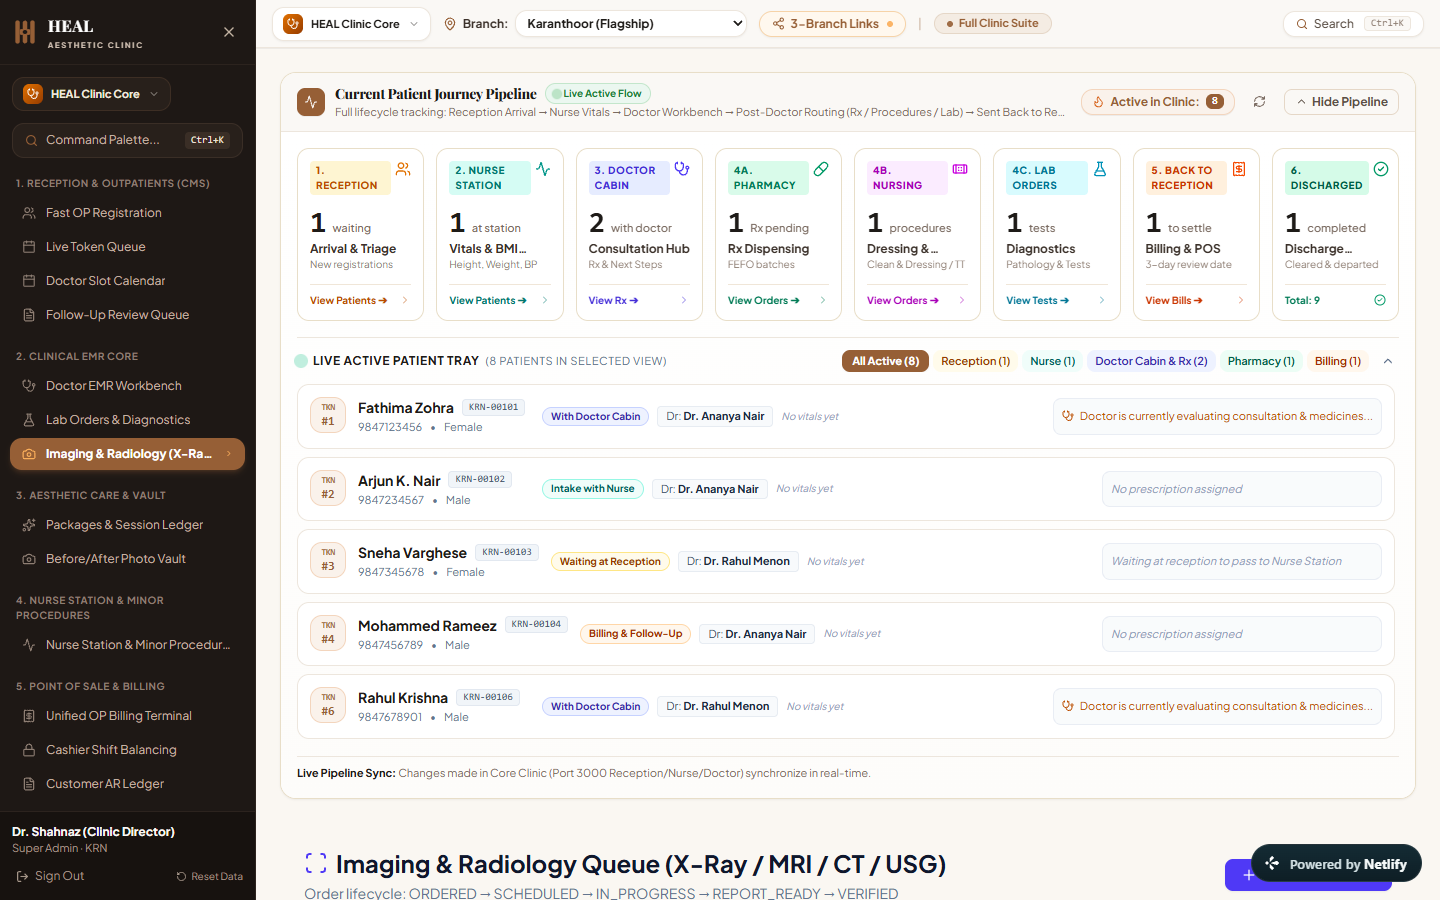 HEAL
AESTHETIC CLINIC
HEAL Clinic Core
Command Palette... Ctrl+K
1. RECEPTION & OUTPATIENTS (CMS)
Fast OP Registration
Live Token Queue
Doctor Slot Calendar
Follow-Up Review Queue
2. CLINICAL EMR CORE
Doctor EMR Workbench
Lab Orders & Diagnostics
Imaging & Radiology (X-Ra...
3. AESTHETIC CARE & VAULT
Packages & Session Ledger
Before/After Photo Vault
4. NURSE STATION & MINOR
PROCEDURES
Nurse Station & Minor Procedur...
5. POINT OF SALE & BILLING
Unified OP Billing Terminal
Cashier Shift Balancing
Customer AR Ledger
Dr. Shahnaz (Clinic Director)
Super Admin · KRN
Sign Out Reset Data
HEAL Clinic Core Branch: Karanthoor (Flagship) 3-Branch Links | Full Clinic Suite Search Ctrl+K
Current Patient Journey Pipeline Live Active Flow
Full lifecycle tracking: Reception Arrival → Nurse Vitals → Doctor Workbench → Post-Doctor Routing (Rx / Procedures / Lab) → Sent Back to Re...
Active in Clinic: 8 Hide Pipeline
1. RECEPTION
1 waiting
Arrival & Triage
New registrations
View Patients →
2. NURSE STATION
1 at station
Vitals & BMI...
Height, Weight, BP
View Patients →
3. DOCTOR CABIN
2 with doctor
Consultation Hub
Rx & Next Steps
View Rx →
4A. PHARMACY
1 Rx pending
Rx Dispensing
FEFO batches
View Orders →
4B. NURSING
1 procedures
Dressing &...
Clean & Dressing / TT
View Orders →
4C. LAB ORDERS
1 tests
Diagnostics
Pathology & Tests
View Tests →
5. BACK TO RECEPTION
1 to settle
Billing & POS
3-day review date
View Bills →
6. DISCHARGED
1 completed
Discharge...
Cleared & departed
Total: 9
LIVE ACTIVE PATIENT TRAY (8 PATIENTS IN SELECTED VIEW)
All Active (8) Reception (1) Nurse (1) Doctor Cabin & Rx (2) Pharmacy (1) Billing (1)
TKN #1 Fathima Zohra KRN-00101
9847123456 • Female
With Doctor Cabin Dr: Dr. Ananya Nair No vitals yet
Doctor is currently evaluating consultation & medicines...
TKN #2 Arjun K. Nair KRN-00102
9847234567 • Male
Intake with Nurse Dr: Dr. Ananya Nair No vitals yet
No prescription assigned
TKN #3 Sneha Varghese KRN-00103
9847345678 • Female
Waiting at Reception Dr: Dr. Rahul Menon No vitals yet
Waiting at reception to pass to Nurse Station
TKN #4 Mohammed Rameez KRN-00104
9847456789 • Male
Billing & Follow-Up Dr: Dr. Ananya Nair No vitals yet
No prescription assigned
TKN #6 Rahul Krishna KRN-00106
9847678901 • Male
With Doctor Cabin Dr: Dr. Rahul Menon No vitals yet
Doctor is currently evaluating consultation & medicines...
Live Pipeline Sync: Changes made in Core Clinic (Port 3000 Reception/Nurse/Doctor) synchronize in real-time.
Imaging & Radiology Queue (X-Ray / MRI / CT / USG)
Order lifecycle: ORDERED → SCHEDULED → IN_PROGRESS → REPORT_READY → VERIFIED
+
Powered by Netlify